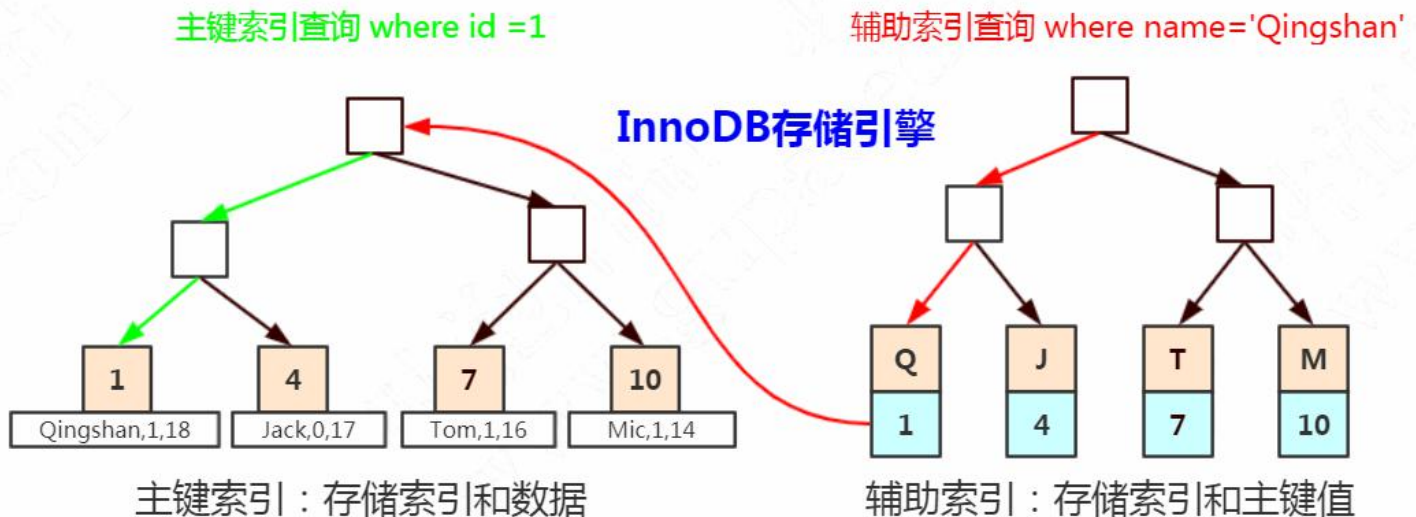 主键索引查询 where id =1
辅助索引查询 where name='Qingshan'
InnoDB存储引擎
1
4
7
10
Qingshan,1,18
Jack,0,17
Tom,1,16
Mic,1,14
Q
J
T
M
1
4
7
10
主键索引：存储索引和数据
辅助索引：存储索引和主键值